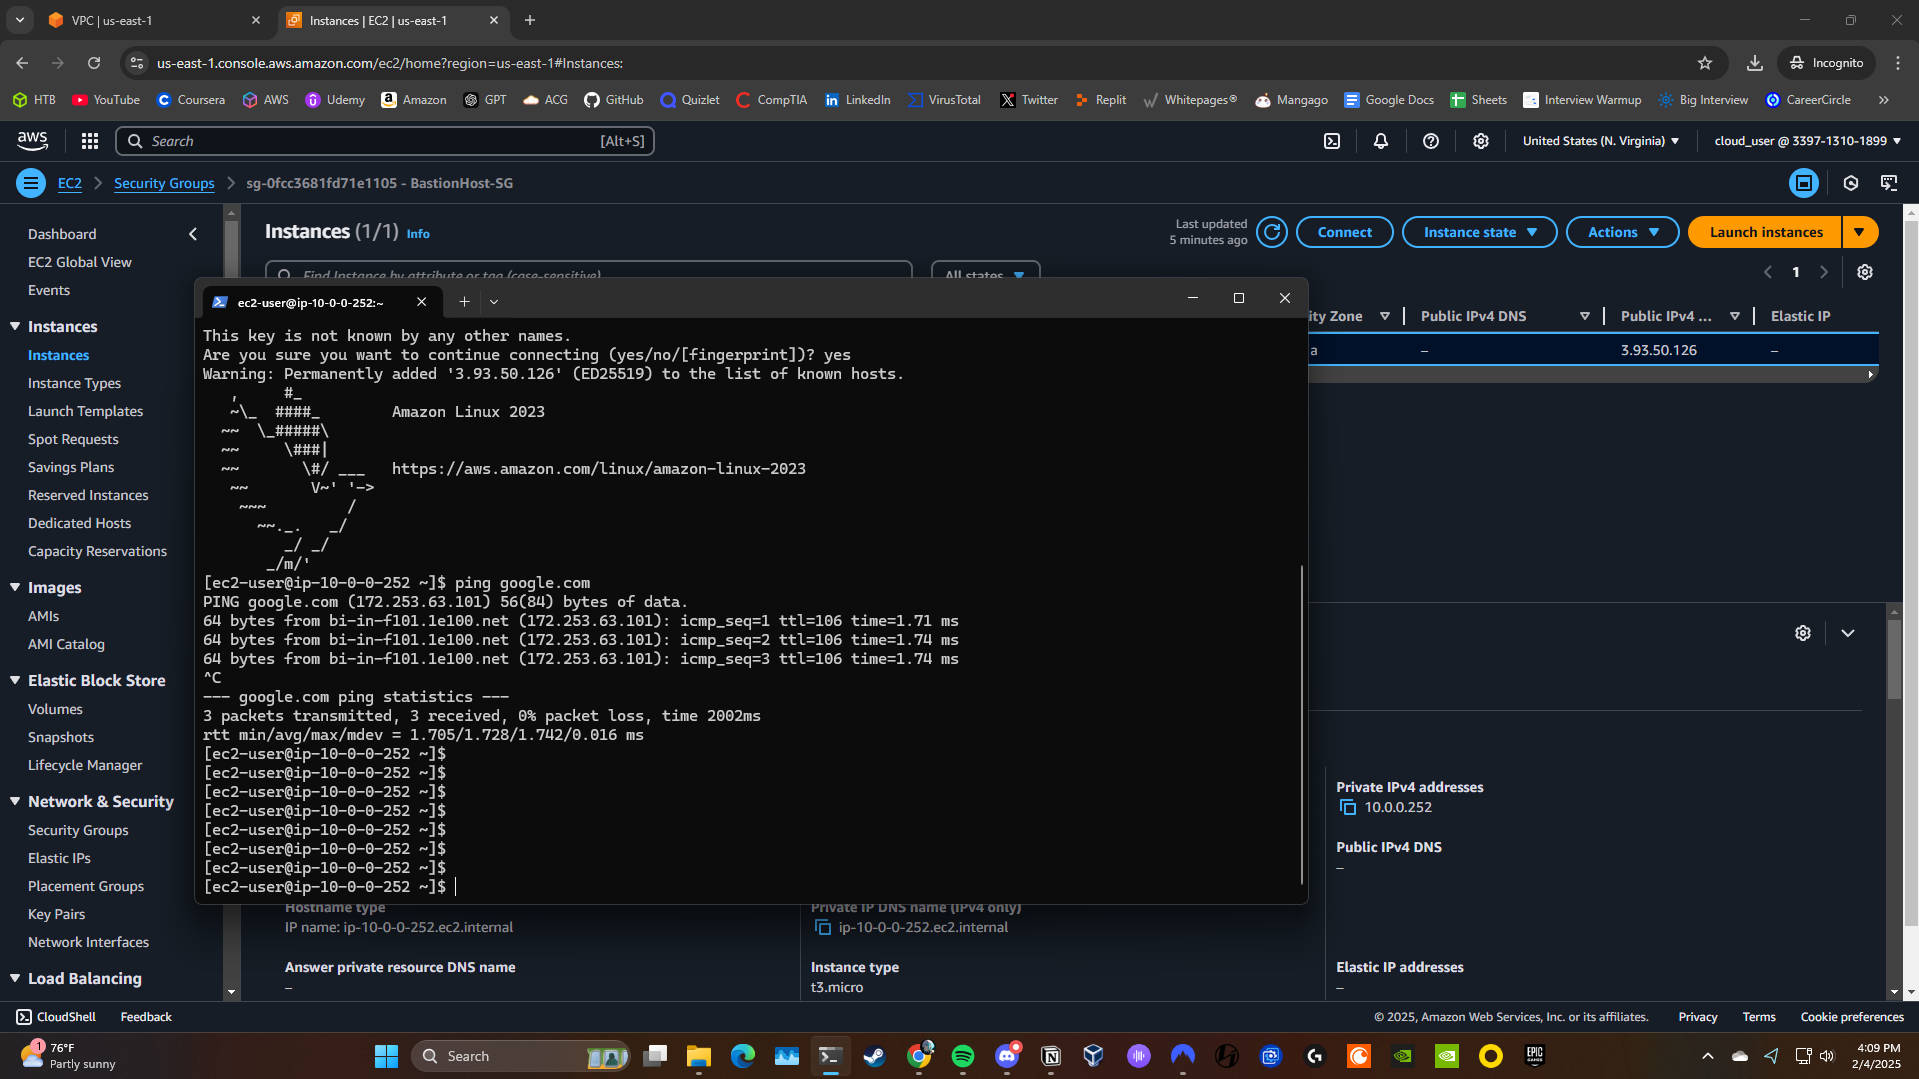 VPC | us-east-1
Instances | EC2 | us-east-1
us-east-1.console.aws.amazon.com/ec2/home?region=us-east-1#Instances:
Incognito
HTB
YouTube
Coursera
AWS
Udemy
Amazon
GPT
ACG
GitHub
Quizlet
CompTIA
LinkedIn
VirusTotal
Twitter
Replit
Whitepages®
Mangago
Google Docs
Sheets
Interview Warmup
Big Interview
CareerCircle
aws
Search
[Alt+S]
United States (N. Virginia)
cloud_user @ 3397-1310-1899
EC2
Security Groups
sg-0fcc3681fd71e1105 - BastionHost-SG
Dashboard
EC2 Global View
Events
Instances
Instances
Instance Types
Launch Templates
Spot Requests
Savings Plans
Reserved Instances
Dedicated Hosts
Capacity Reservations
Images
AMIs
AMI Catalog
Elastic Block Store
Volumes
Snapshots
Lifecycle Manager
Network & Security
Security Groups
Elastic IPs
Placement Groups
Key Pairs
Network Interfaces
Load Balancing
Instances (1/1) Info
Last updated
5 minutes ago
Connect
Instance state
Actions
Launch instances
Find Instance by attribute or tag (case-sensitive)
All states
1
ity Zone
Public IPv4 DNS
Public IPv4 ...
Elastic IP
a
–
3.93.50.126
–
ec2-user@ip-10-0-0-252:~
This key is not known by any other names.
Are you sure you want to continue connecting (yes/no/[fingerprint])? yes
Warning: Permanently added '3.93.50.126' (ED25519) to the list of known hosts.
   ,     #_
   ~\_  ####_        Amazon Linux 2023
  ~~  \_#####\
  ~~     \###|
  ~~       \#/ ___   https://aws.amazon.com/linux/amazon-linux-2023
   ~~       V~' '->
    ~~~         /
      ~~._.   _/
         _/ _/
       _/m/'
[ec2-user@ip-10-0-0-252 ~]$ ping google.com
PING google.com (172.253.63.101) 56(84) bytes of data.
64 bytes from bi-in-f101.1e100.net (172.253.63.101): icmp_seq=1 ttl=106 time=1.71 ms
64 bytes from bi-in-f101.1e100.net (172.253.63.101): icmp_seq=2 ttl=106 time=1.74 ms
64 bytes from bi-in-f101.1e100.net (172.253.63.101): icmp_seq=3 ttl=106 time=1.74 ms
^C
--- google.com ping statistics ---
3 packets transmitted, 3 received, 0% packet loss, time 2002ms
rtt min/avg/max/mdev = 1.705/1.728/1.742/0.016 ms
[ec2-user@ip-10-0-0-252 ~]$
[ec2-user@ip-10-0-0-252 ~]$
[ec2-user@ip-10-0-0-252 ~]$
[ec2-user@ip-10-0-0-252 ~]$
[ec2-user@ip-10-0-0-252 ~]$
[ec2-user@ip-10-0-0-252 ~]$
[ec2-user@ip-10-0-0-252 ~]$
[ec2-user@ip-10-0-0-252 ~]$
Private IPv4 addresses
10.0.0.252
Public IPv4 DNS
–
Hostname type
IP name: ip-10-0-0-252.ec2.internal
Private IP DNS name (IPv4 only)
ip-10-0-0-252.ec2.internal
Answer private resource DNS name
–
Instance type
t3.micro
Elastic IP addresses
–
CloudShell
Feedback
© 2025, Amazon Web Services, Inc. or its affiliates.
Privacy
Terms
Cookie preferences
1
76°F
Partly sunny
Search
EPIC
GAMES
4:09 PM
2/4/2025